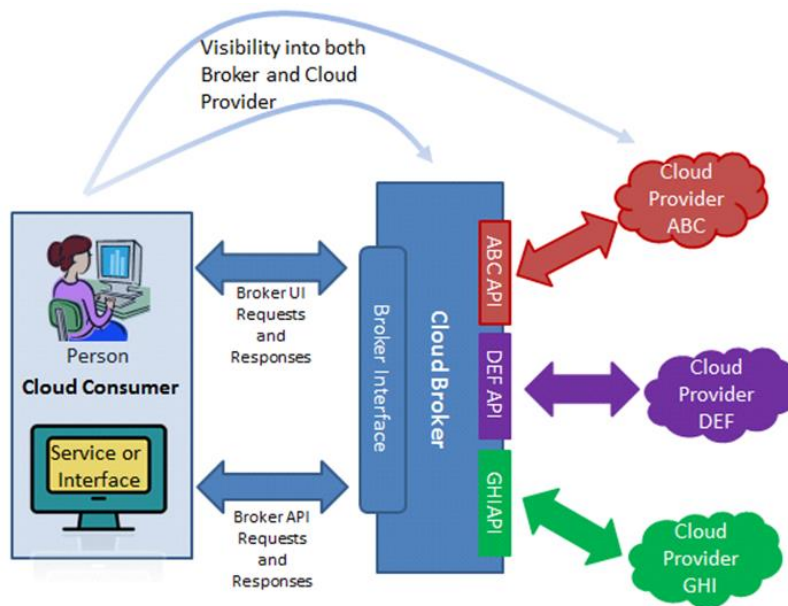 Visibility into both
Broker and Cloud
Provider
Person
Cloud Consumer
Service or
Interface
Broker UI
Requests
and
Responses
Broker API
Requests
and
Responses
Broker Interface
Cloud Broker
ABC API
DEF API
GHI API
Cloud
Provider
ABC
Cloud
Provider
DEF
Cloud
Provider
GHI